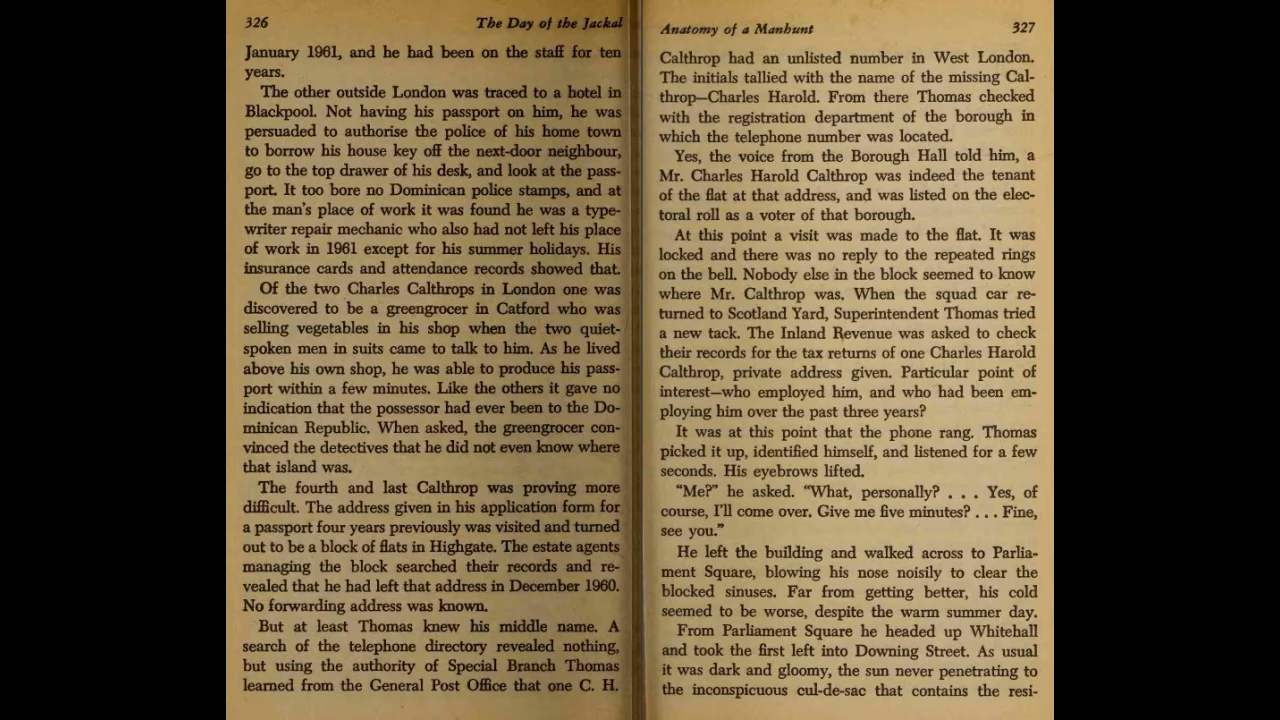 326 The Day of the Jackal
January 1961, and he had been on the staff for ten
years.
The other outside London was traced to a hotel in
Blackpool. Not having his passport on him, he was
persuaded to authorise the police of his home town
to borrow his house key off the next-door neighbour,
go to the top drawer of his desk, and look at the pass-
port. It too bore no Dominican police stamps, and at
the man's place of work it was found he was a type-
writer repair mechanic who also had not left his place
of work in 1961 except for his summer holidays. His
insurance cards and attendance records showed that.
Of the two Charles Calthrops in London one was
discovered to be a greengrocer in Catford who was
selling vegetables in his shop when the two quiet-
spoken men in suits came to talk to him. As he lived
above his own shop, he was able to produce his pass-
port within a few minutes. Like the others it gave no
indication that the possessor had ever been to the Do-
minican Republic. When asked, the greengrocer con-
vinced the detectives that he did not even know where
that island was.
The fourth and last Calthrop was proving more
difficult. The address given in his application form for
a passport four years previously was visited and turned
out to be a block of flats in Highgate. The estate agents
managing the block searched their records and re-
vealed that he had left that address in December 1960.
No forwarding address was known.
But at least Thomas knew his middle name. A
search of the telephone directory revealed nothing,
but using the authority of Special Branch Thomas
learned from the General Post Office that one C. H.
Anatomy of a Manhunt 327
Calthrop had an unlisted number in West London.
The initials tallied with the name of the missing Cal-
throp—Charles Harold. From there Thomas checked
with the registration department of the borough in
which the telephone number was located.
Yes, the voice from the Borough Hall told him, a
Mr. Charles Harold Calthrop was indeed the tenant
of the flat at that address, and was listed on the elec-
toral roll as a voter of that borough.
At this point a visit was made to the flat. It was
locked and there was no reply to the repeated rings
on the bell. Nobody else in the block seemed to know
where Mr. Calthrop was. When the squad car re-
turned to Scotland Yard, Superintendent Thomas tried
a new tack. The Inland Revenue was asked to check
their records for the tax returns of one Charles Harold
Calthrop, private address given. Particular point of
interest—who employed him, and who had been em-
ploying him over the past three years?
It was at this point that the phone rang. Thomas
picked it up, identified himself, and listened for a few
seconds. His eyebrows lifted.
"Me?" he asked. "What, personally? . . . Yes, of
course, I'll come over. Give me five minutes? . . . Fine,
see you."
He left the building and walked across to Parlia-
ment Square, blowing his nose noisily to clear the
blocked sinuses. Far from getting better, his cold
seemed to be worse, despite the warm summer day.
From Parliament Square he headed up Whitehall
and took the first left into Downing Street. As usual
it was dark and gloomy, the sun never penetrating to
the inconspicuous cul-de-sac that contains the resi-